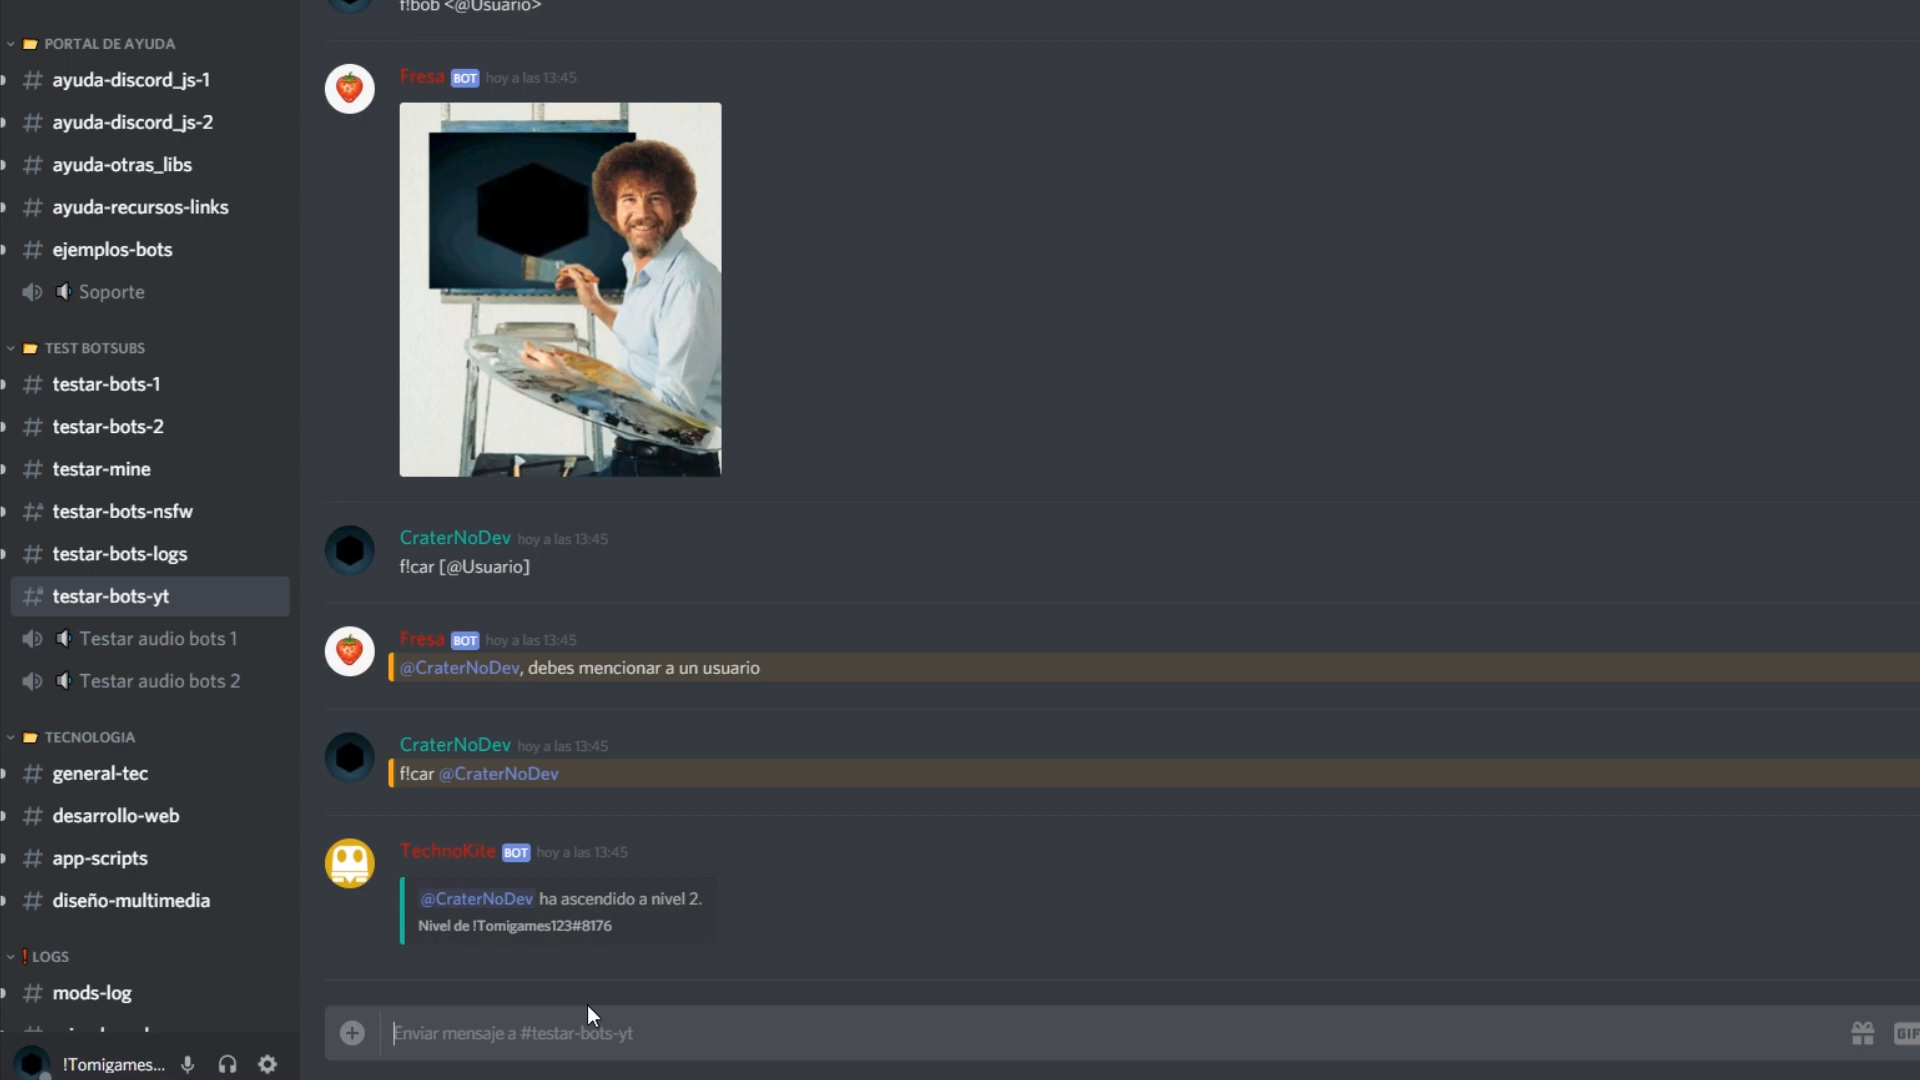 PORTAL DE AYUDA
ayuda-discord_js-1
ayuda-discord_js-2
ayuda-otras_libs
ayuda-recursos-links
ejemplos-bots
Soporte
TEST BOTSUBS
testar-bots-1
testar-bots-2
testar-mine
testar-bots-nsfw
testar-bots-logs
testar-bots-yt
Testar audio bots 1
Testar audio bots 2
TECNOLOGIA
general-tec
desarrollo-web
app-scripts
diseño-multimedia
LOGS
mods-log
!Tomigames...
f!bob <@Usuario>
Fresa BOT hoy a las 13:45
CraterNoDev hoy a las 13:45
f!car [@Usuario]
Fresa BOT hoy a las 13:45
@CraterNoDev, debes mencionar a un usuario
CraterNoDev hoy a las 13:45
f!car @CraterNoDev
TechnoKite BOT hoy a las 13:45
@CraterNoDev ha ascendido a nivel 2.
Nivel de !Tomigames123#8176
Enviar mensaje a #testar-bots-yt
GIF